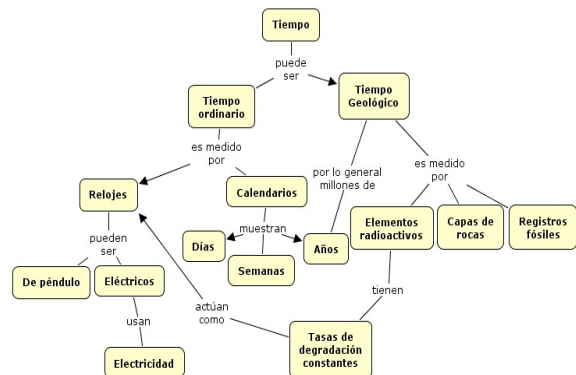 Tiempo
puede
ser
Tiempo
ordinario
Tiempo
Geológico
es medido
por
por lo general
millones de
es medido
por
Relojes
Calendarios
Elementos
radioactivos
Capas de
rocas
Registros
fósiles
pueden
ser
muestran
Días
Semanas
Años
De péndulo
Eléctricos
tienen
usan
actúan
como
Electricidad
Tasas de
degradación
constantes